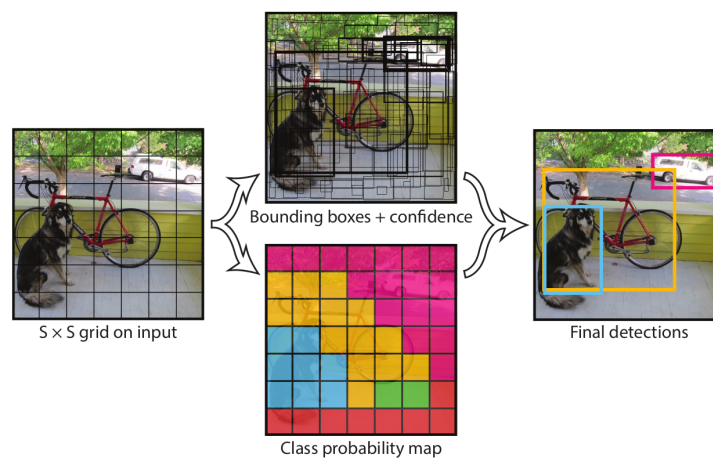 Bounding boxes + confidence
S × S grid on input
Final detections
Class probability map